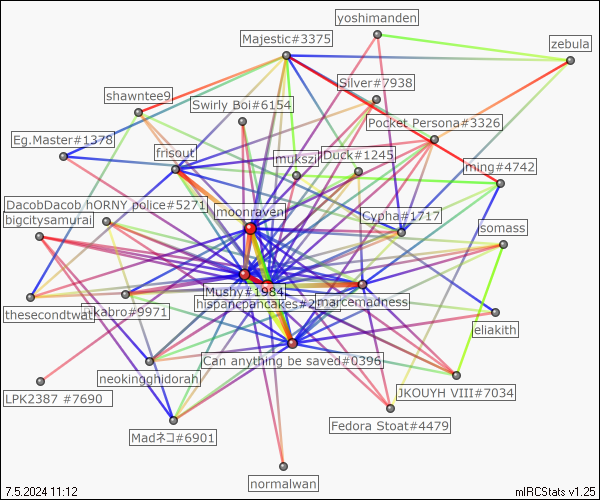 yoshimanden
Majestic#3375
zebula
Silver#7938
shawntee9
Swirly Boi#6154
Pocket Persona#3326
Eg.Master#1378
frisout
mukszi
Duck#1245
ming#4742
DacobDacob hORNY police#5271
moonraven
Cypha#1717
bigcitysamurai
somass
Mushy#1984
hispancpancakes#2
marcemadness
thesecondtwat
kabro#9971
eliakith
Can anything be saved#0396
neokingghidorah
LPK2387 #7690
JKOUYH VIII#7034
Fedora Stoat#4479
Madネコ#6901
normalwan
7.5.2024 11:12
mIRCStats v1.25